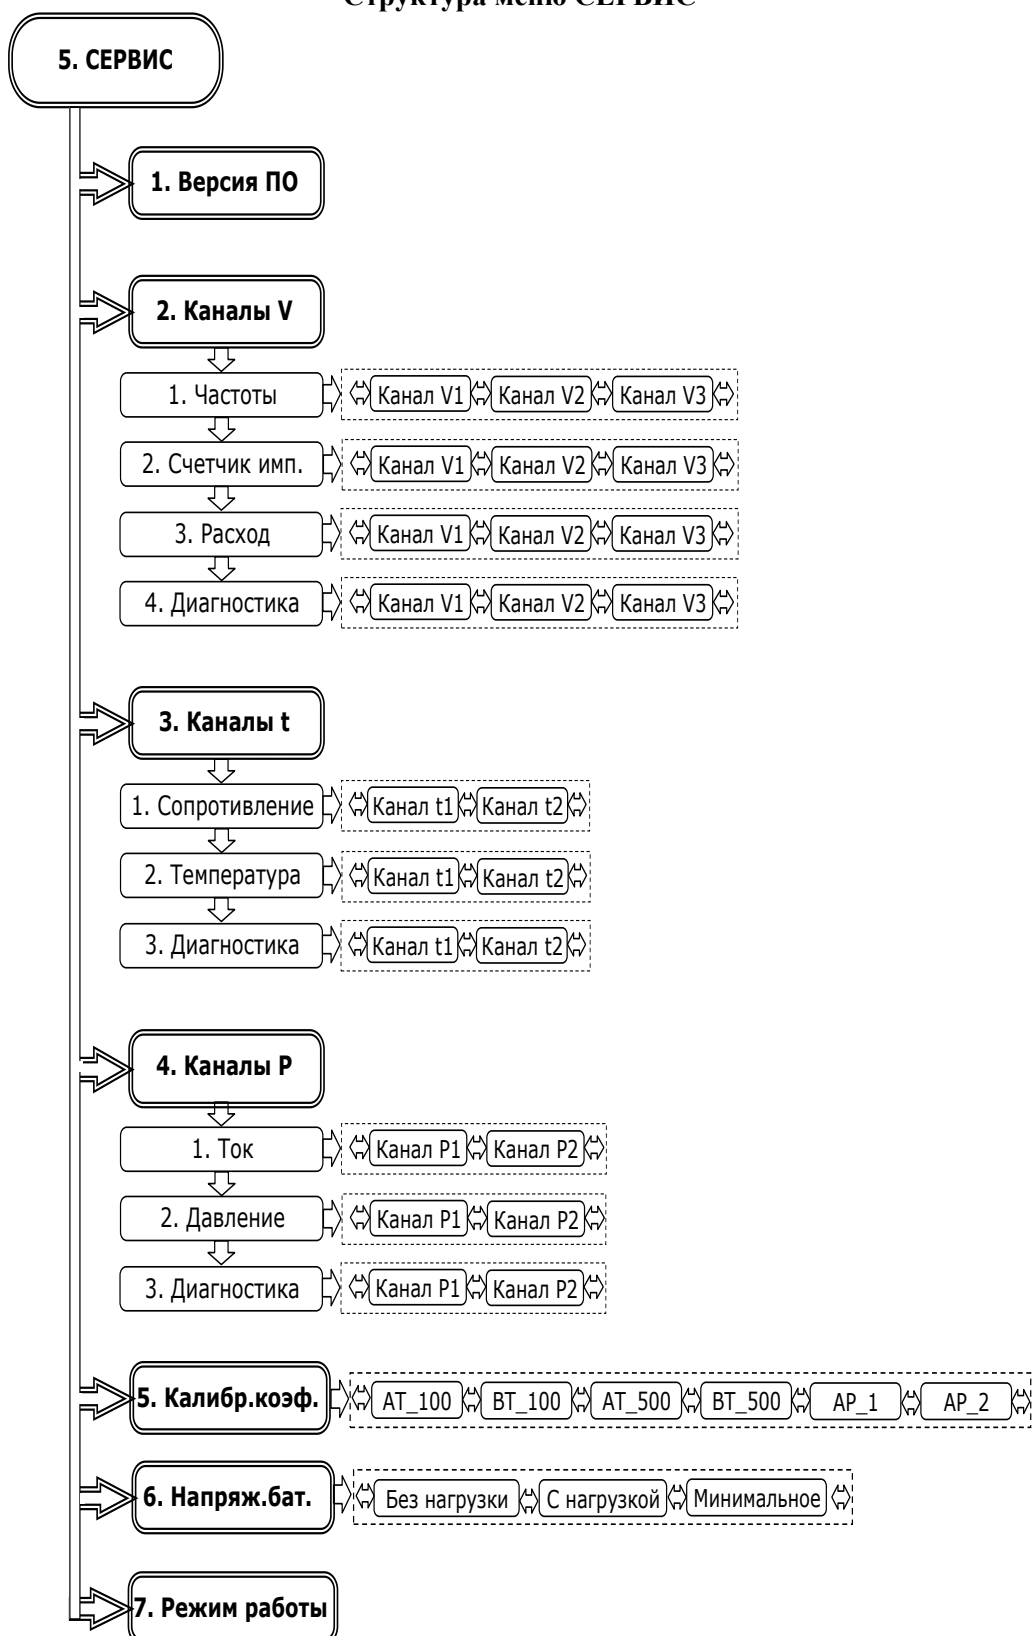 Структура меню СЕРВИС
5. СЕРВИС
1. Версия ПО
2. Каналы V
1. Частоты Канал V1 Канал V2 Канал V3
2. Счетчик имп. Канал V1 Канал V2 Канал V3
3. Расход Канал V1 Канал V2 Канал V3
4. Диагностика Канал V1 Канал V2 Канал V3
3. Каналы t
1. Сопротивление Канал t1 Канал t2
2. Температура Канал t1 Канал t2
3. Диагностика Канал t1 Канал t2
4. Каналы P
1. Ток Канал P1 Канал P2
2. Давление Канал P1 Канал P2
3. Диагностика Канал P1 Канал P2
5. Калибр.коэф. AT_100 BT_100 AT_500 BT_500 AP_1 AP_2
6. Напряж.бат. Без нагрузки С нагрузкой Минимальное
7. Режим работы